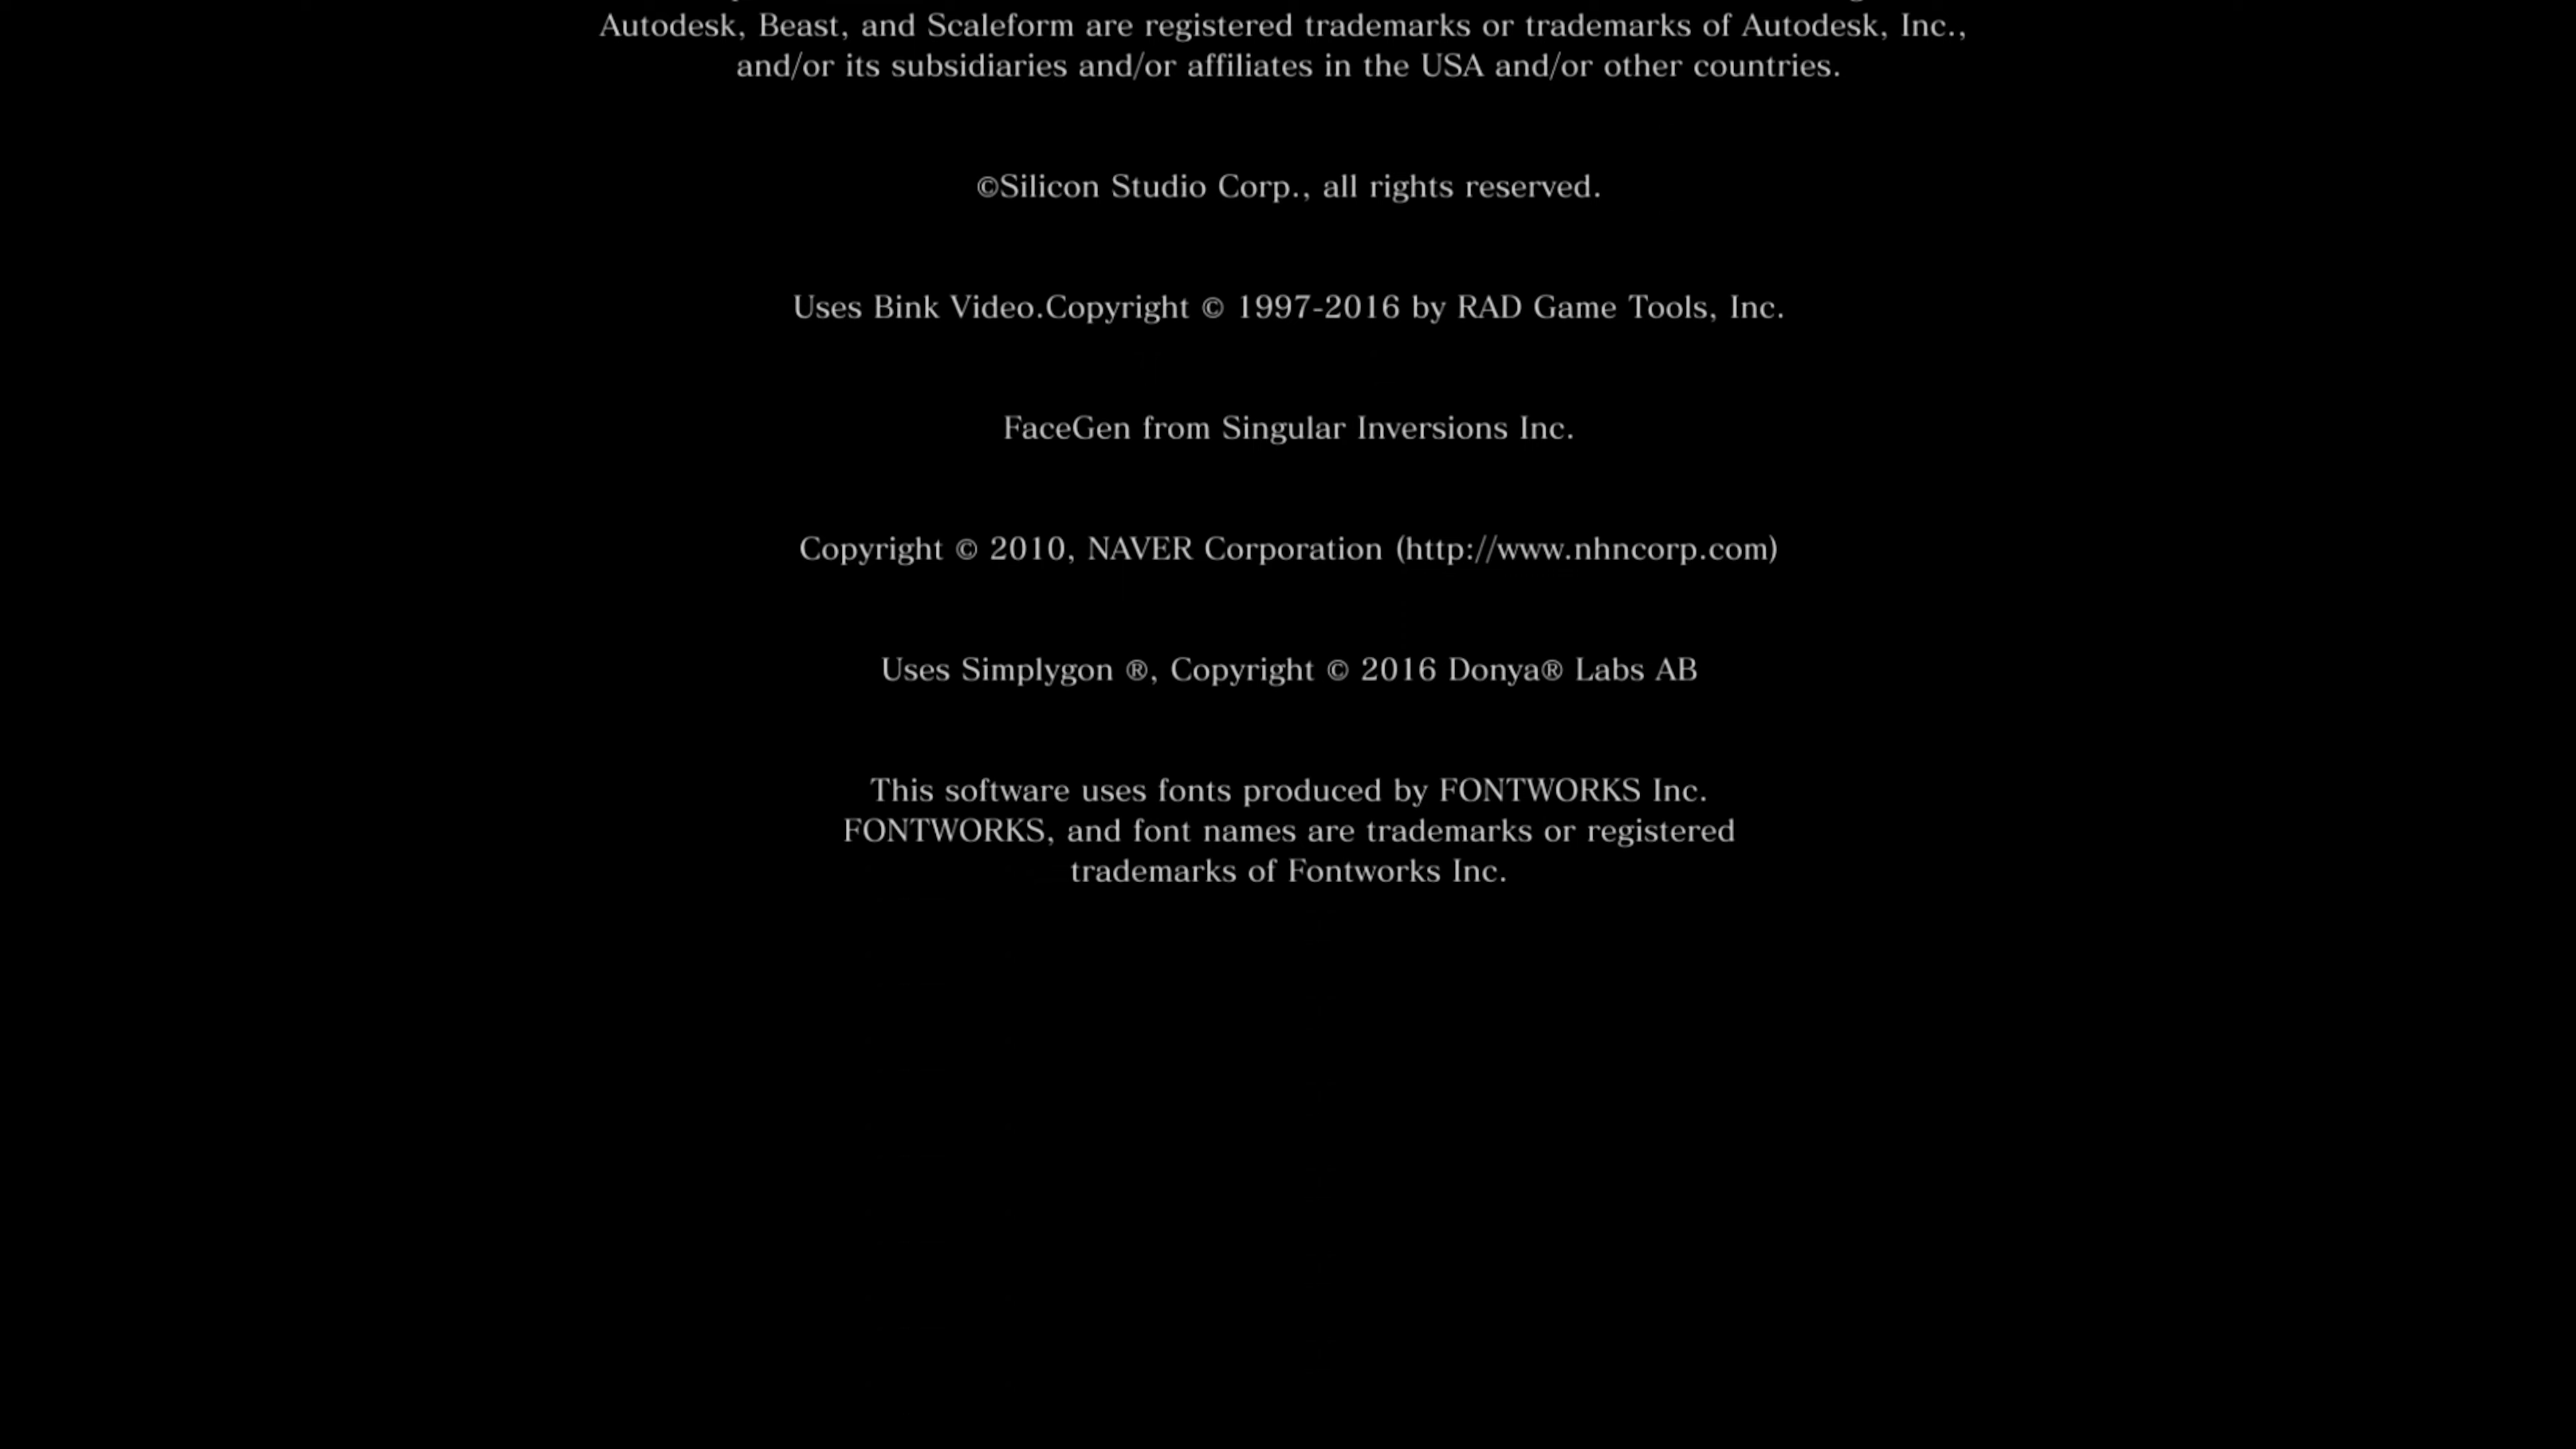 Autodesk, Beast, and Scaleform are registered trademarks or trademarks of Autodesk, Inc.,
and/or its subsidiaries and/or affiliates in the USA and/or other countries.
©Silicon Studio Corp., all rights reserved.
Uses Bink Video.Copyright © 1997-2016 by RAD Game Tools, Inc.
FaceGen from Singular Inversions Inc.
Copyright © 2010, NAVER Corporation (http://www.nhncorp.com)
Uses Simplygon ®, Copyright © 2016 Donya® Labs AB
This software uses fonts produced by FONTWORKS Inc.
FONTWORKS, and font names are trademarks or registered
trademarks of Fontworks Inc.